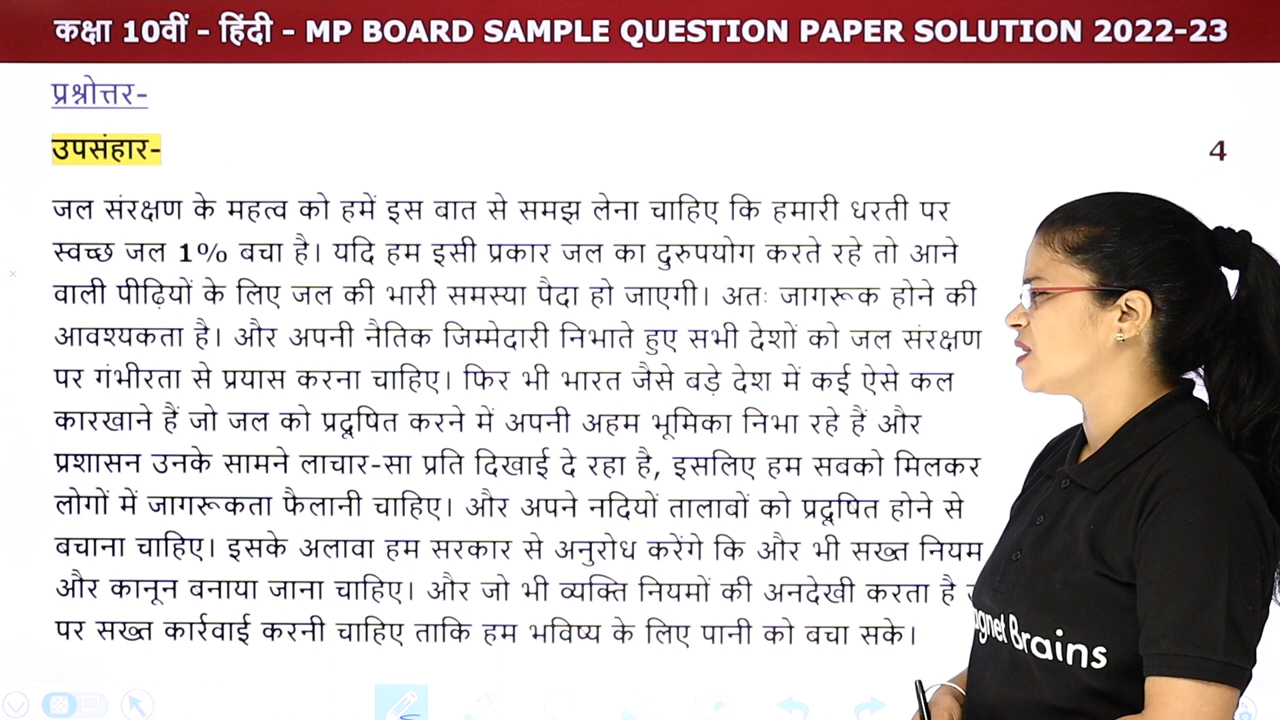 कक्षा 10वीं - हिंदी - MP BOARD SAMPLE QUESTION PAPER SOLUTION 2022-23
प्रश्नोत्तर-
उपसंहार- 4
जल संरक्षण के महत्व को हमें इस बात से समझ लेना चाहिए कि हमारी धरती पर
स्वच्छ जल 1% बचा है। यदि हम इसी प्रकार जल का दुरुपयोग करते रहे तो आने
वाली पीढ़ियों के लिए जल की भारी समस्या पैदा हो जाएगी। अतः जागरूक होने की
आवश्यकता है। और अपनी नैतिक जिम्मेदारी निभाते हुए सभी देशों को जल संरक्षण
पर गंभीरता से प्रयास करना चाहिए। फिर भी भारत जैसे बड़े देश में कई ऐसे कल
कारखाने हैं जो जल को प्रदूषित करने में अपनी अहम भूमिका निभा रहे हैं और
प्रशासन उनके सामने लाचार-सा प्रति दिखाई दे रहा है, इसलिए हम सबको मिलकर
लोगों में जागरूकता फैलानी चाहिए। और अपने नदियों तालाबों को प्रदूषित होने से
बचाना चाहिए। इसके अलावा हम सरकार से अनुरोध करेंगे कि और भी सख्त नियम
और कानून बनाया जाना चाहिए। और जो भी व्यक्ति नियमों की अनदेखी करता है
पर सख्त कार्रवाई करनी चाहिए ताकि हम भविष्य के लिए पानी को बचा सके।
Brains